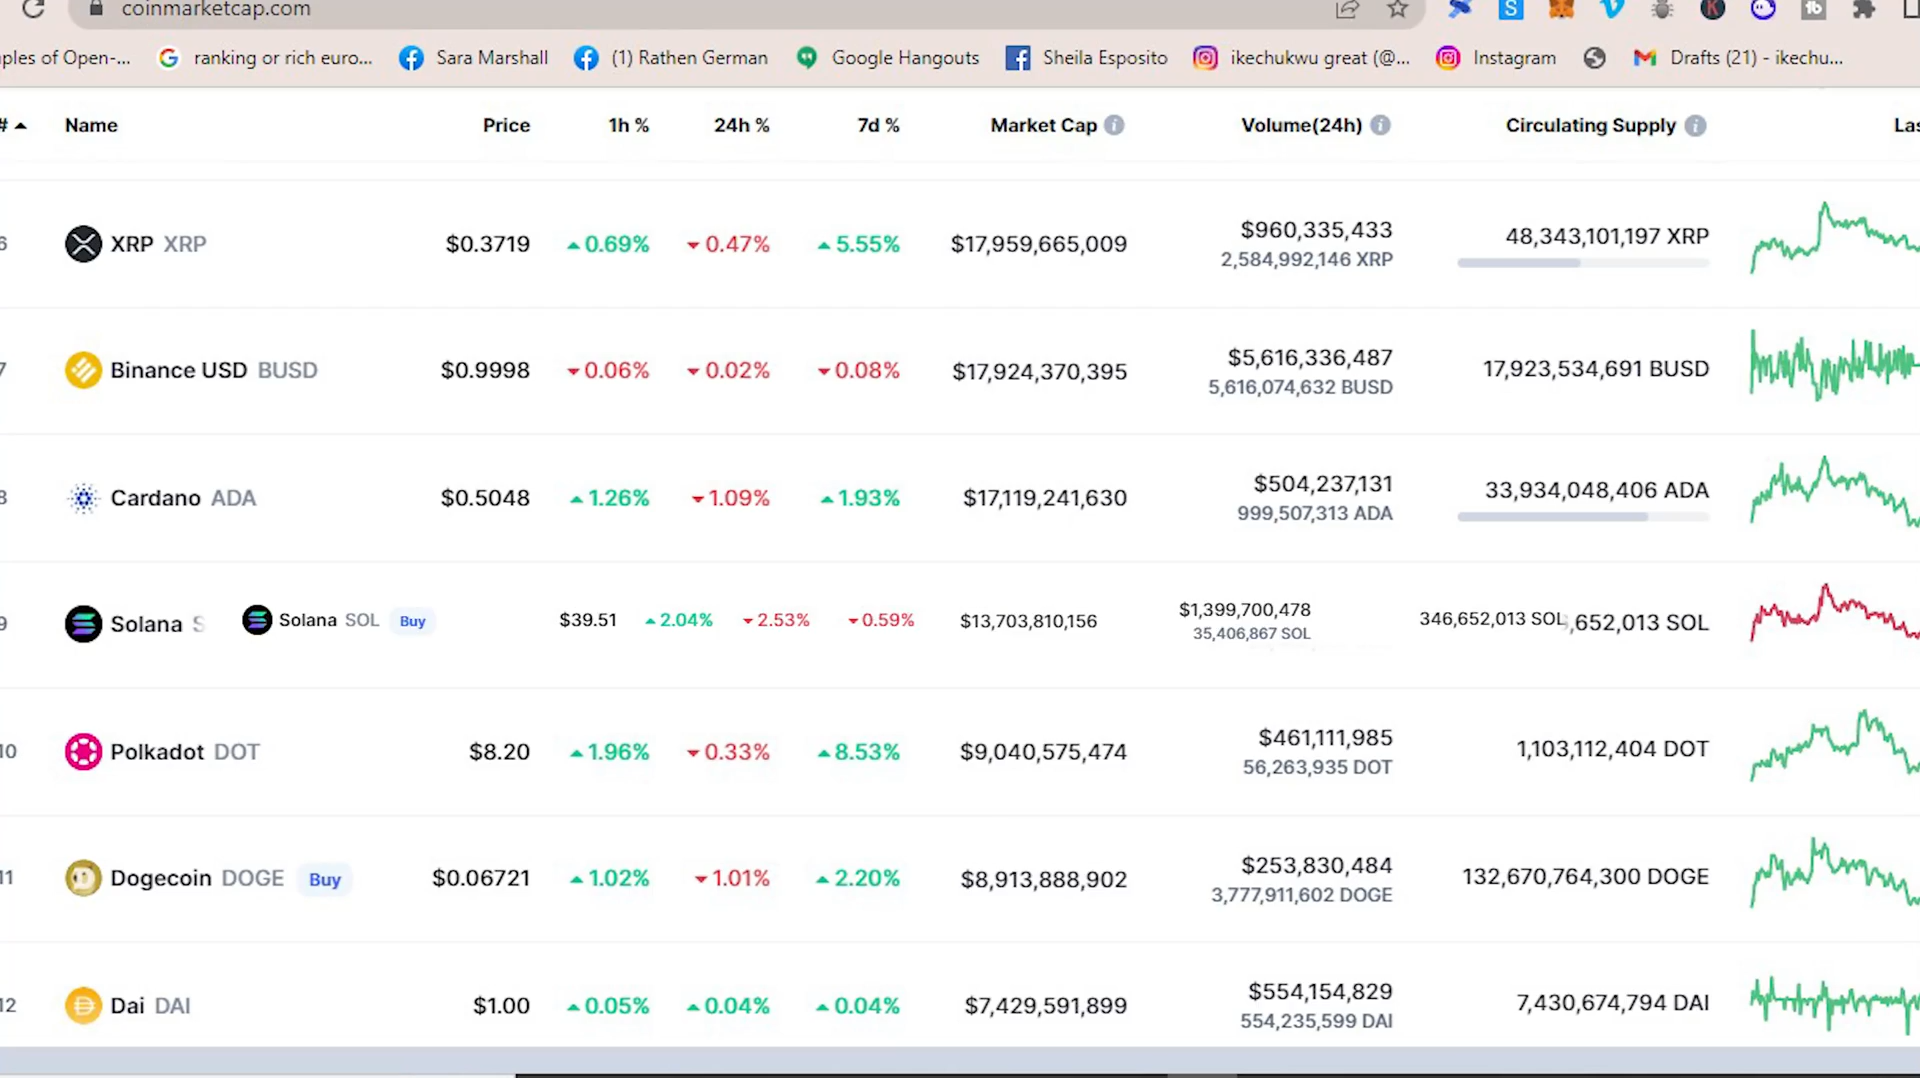 coinmarketcap.com
ples of Open-... ranking or rich euro... Sara Marshall (1) Rathen German Google Hangouts Sheila Esposito ikechukwu great (@... Instagram Drafts (21) - ikechu...
# Name Price 1h % 24h % 7d % Market Cap Volume(24h) Circulating Supply Las
6 XRP XRP $0.3719 0.69% 0.47% 5.55% $17,959,665,009 $960,335,433 48,343,101,197 XRP
2,584,992,146 XRP
7 Binance USD BUSD $0.9998 0.06% 0.02% 0.08% $17,924,370,395 $5,616,336,487 17,923,534,691 BUSD
5,616,074,632 BUSD
8 Cardano ADA $0.5048 1.26% 1.09% 1.93% $17,119,241,630 $504,237,131 33,934,048,406 ADA
999,507,313 ADA
9 Solana S Solana SOL Buy $39.51 2.04% 2.53% 0.59% $13,703,810,156 $1,399,700,478 346,652,013 SOL ,652,013 SOL
35,406,867 SOL
10 Polkadot DOT $8.20 1.96% 0.33% 8.53% $9,040,575,474 $461,111,985 1,103,112,404 DOT
56,263,935 DOT
11 Dogecoin DOGE Buy $0.06721 1.02% 1.01% 2.20% $8,913,888,902 $253,830,484 132,670,764,300 DOGE
3,777,911,602 DOGE
12 Dai DAI $1.00 0.05% 0.04% 0.04% $7,429,591,899 $554,154,829 7,430,674,794 DAI
554,235,599 DAI